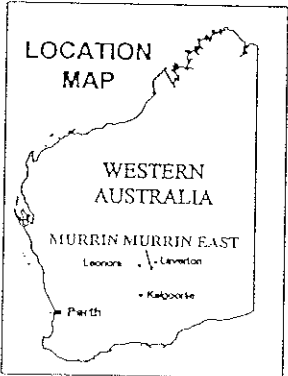 LOCATION
MAP
WESTERN
AUSTRALIA
MURRIN MURRIN EAST
Leonora Laverton
Kalgoorlie
Perth